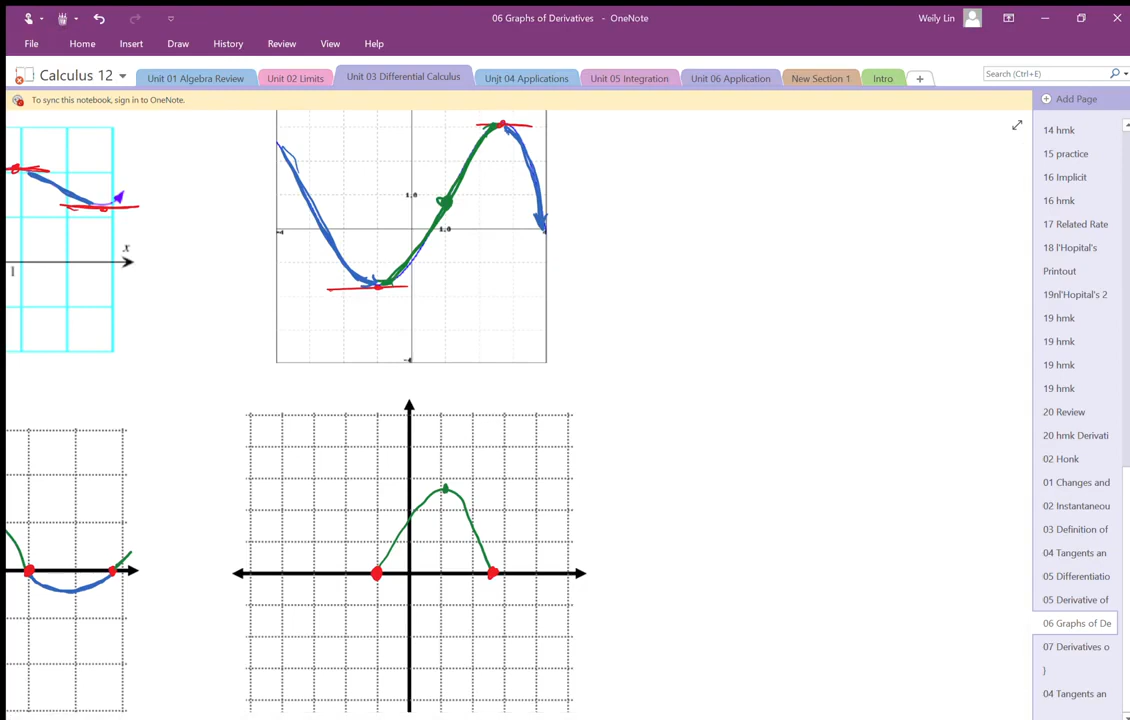 06 Graphs of Derivatives - OneNote
Weily Lin
File Home Insert Draw History Review View Help
Calculus 12
Unit 01 Algebra Review
Unit 02 Limits
Unit 03 Differential Calculus
Unit 04 Applications
Unit 05 Integration
Unit 06 Application
New Section 1
Intro
Search (Ctrl+E)
To sync this notebook, sign in to OneNote.
Add Page
14 hmk
15 practice
16 Implicit
16 hmk
17 Related Rate
18 l'Hopital's
Printout
19nl'Hopital's 2
19 hmk
19 hmk
19 hmk
19 hmk
20 Review
20 hmk Derivati
02 Honk
01 Changes and
02 Instantaneou
03 Definition of
04 Tangents an
05 Differentiatio
05 Derivative of
06 Graphs of De
07 Derivatives o
)
04 Tangents an
x
1
1.0
1.0
-4
-4